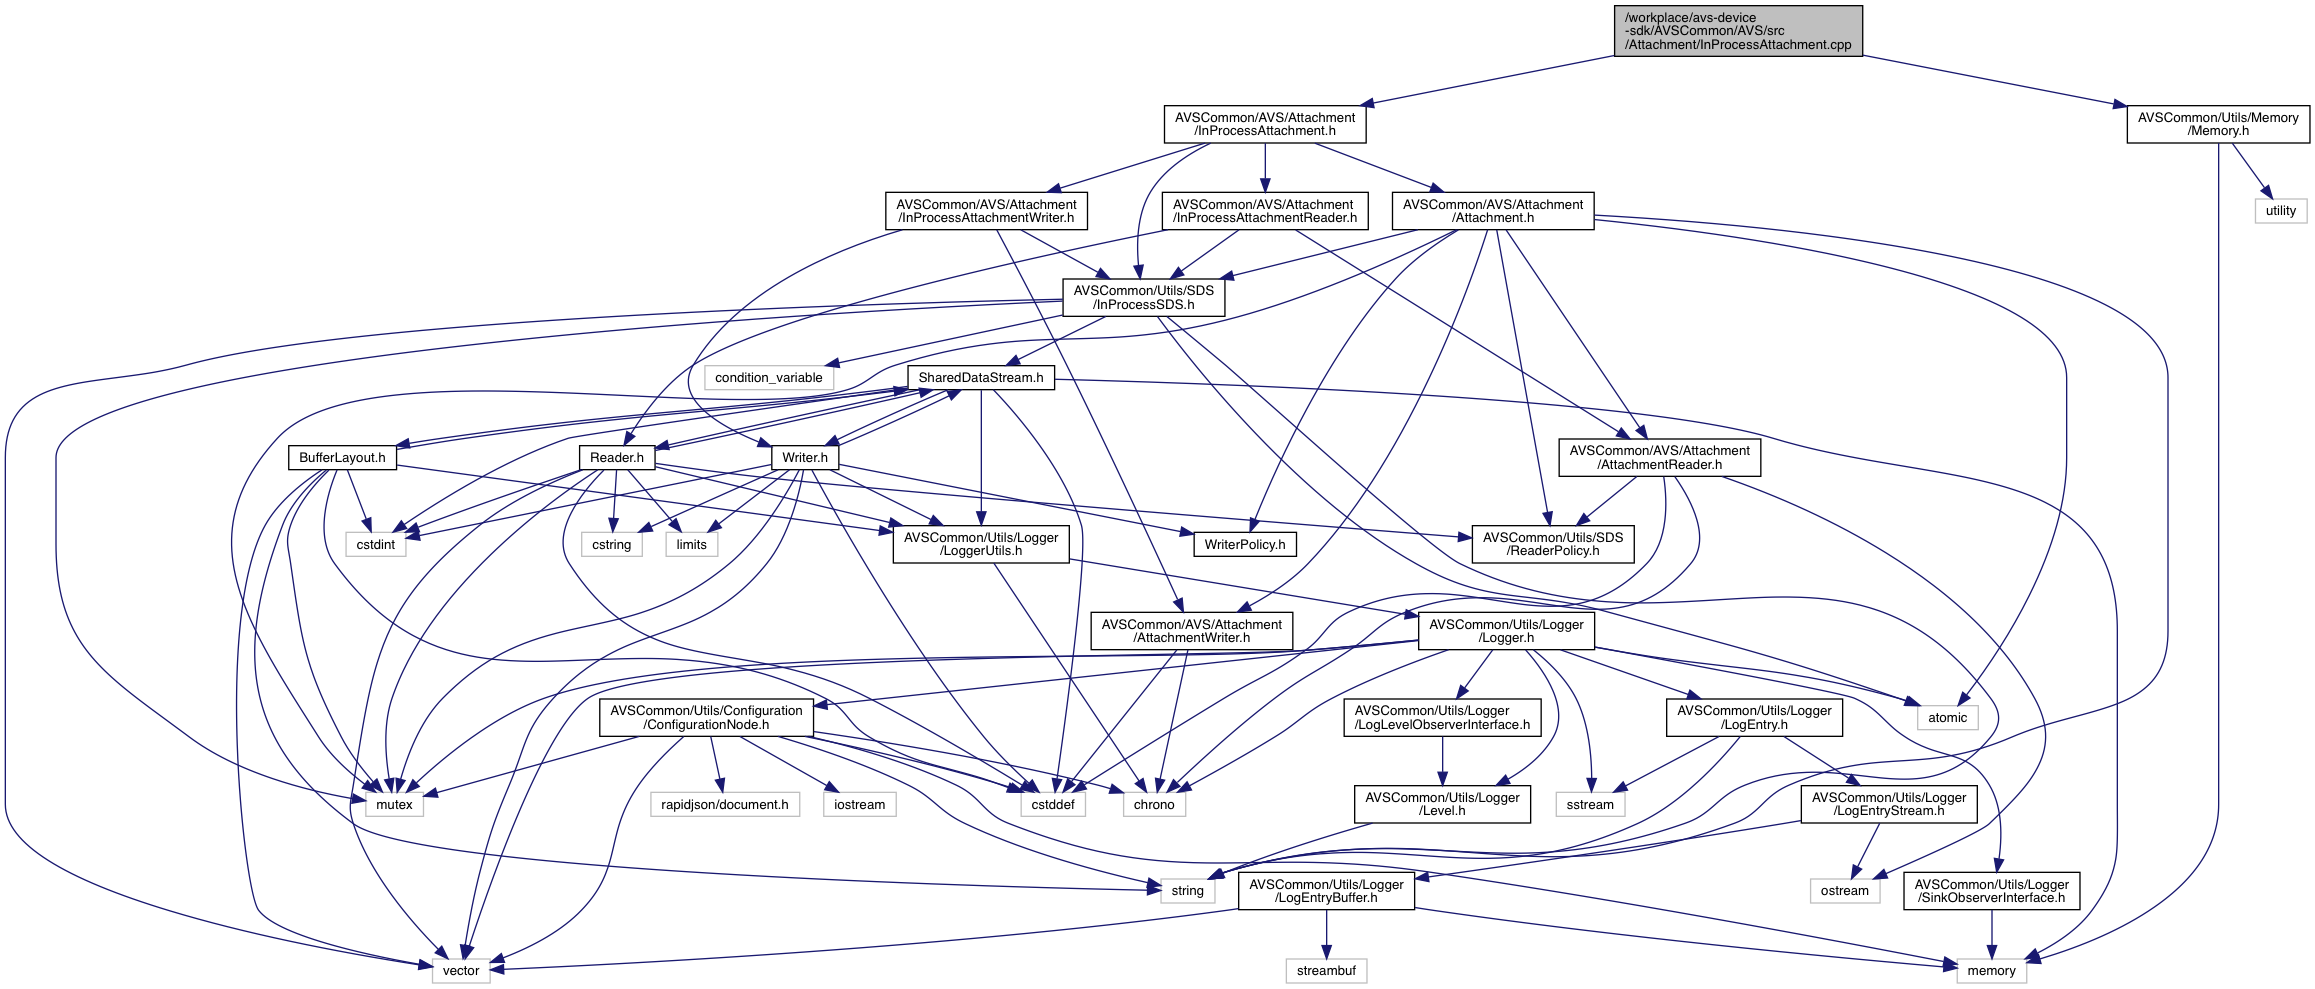 /workplace/avs-device
-sdk/AVSCommon/AVS/src
/Attachment/InProcessAttachment.cpp
AVSCommon/AVS/Attachment
/InProcessAttachment.h
AVSCommon/Utils/Memory
/Memory.h
AVSCommon/AVS/Attachment
/InProcessAttachmentWriter.h
AVSCommon/AVS/Attachment
/InProcessAttachmentReader.h
AVSCommon/AVS/Attachment
/Attachment.h
utility
AVSCommon/Utils/SDS
/InProcessSDS.h
condition_variable
SharedDataStream.h
BufferLayout.h
Reader.h
Writer.h
AVSCommon/AVS/Attachment
/AttachmentReader.h
cstdint
cstring
limits
AVSCommon/Utils/Logger
/LoggerUtils.h
WriterPolicy.h
AVSCommon/Utils/SDS
/ReaderPolicy.h
AVSCommon/AVS/Attachment
/AttachmentWriter.h
AVSCommon/Utils/Logger
/Logger.h
AVSCommon/Utils/Configuration
/ConfigurationNode.h
AVSCommon/Utils/Logger
/LogLevelObserverInterface.h
AVSCommon/Utils/Logger
/LogEntry.h
atomic
mutex
rapidjson/document.h
iostream
cstddef
chrono
AVSCommon/Utils/Logger
/Level.h
sstream
AVSCommon/Utils/Logger
/LogEntryStream.h
string
AVSCommon/Utils/Logger
/LogEntryBuffer.h
ostream
AVSCommon/Utils/Logger
/SinkObserverInterface.h
vector
streambuf
memory